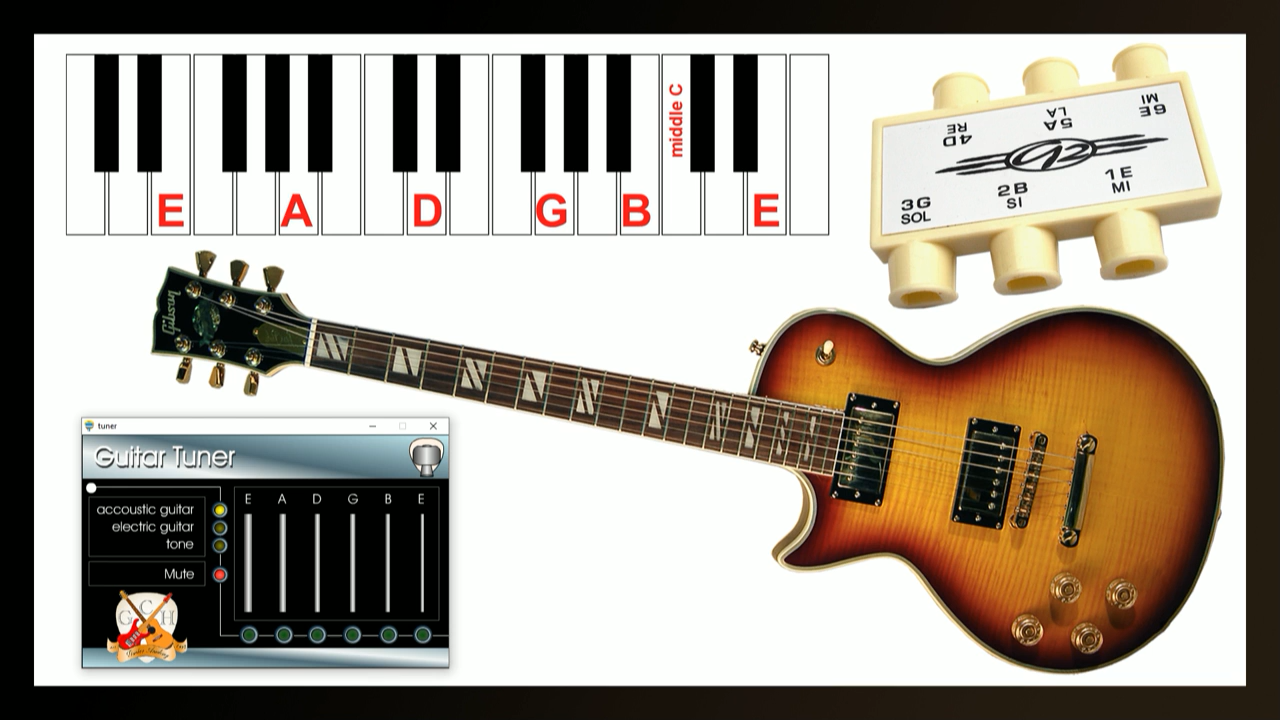 middle C
E A D G B E
4D
RE
5A
LA
6E
MI
3G
SOL
2B
SI
1E
MI
Gibson
tuner
Guitar Tuner
E A D G B E
accoustic guitar
electric guitar
tone
Mute
G C H